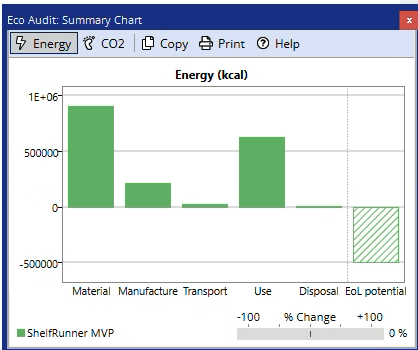 Eco Audit: Summary Chart x
Energy CO2 Copy Print Help
Energy (kcal)
1E+06
500000
0
-500000
Material Manufacture Transport Use Disposal EoL potential
-100 % Change +100
ShelfRunner MVP 0 %